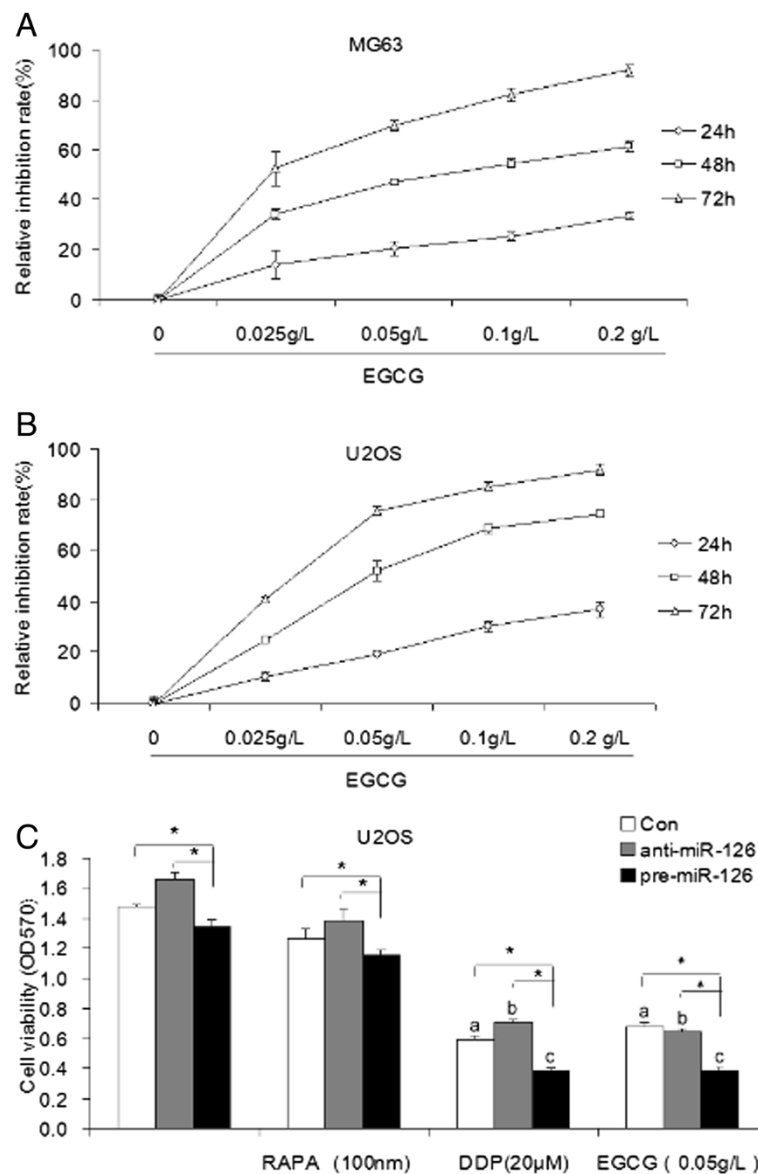 A
MG63
Relative inhibition rate(%)
100
80
60
40
20
0
24h
48h
72h
0 0.025g/L 0.05g/L 0.1g/L 0.2 g/L
EGCG
B
U2OS
Relative inhibition rate(%)
100
80
60
40
20
0
24h
48h
72h
0 0.025g/L 0.05g/L 0.1g/L 0.2 g/L
EGCG
C
U2OS
Con
anti-miR-126
pre-miR-126
Cell viability (OD570)
1.8
1.6
1.4
1.2
1.0
0.8
0.6
0.4
0.2
0.0
* *
* *
* *
a b c
* *
a b c
RAPA (100nm) DDP(20μM) EGCG( 0.05g/L)